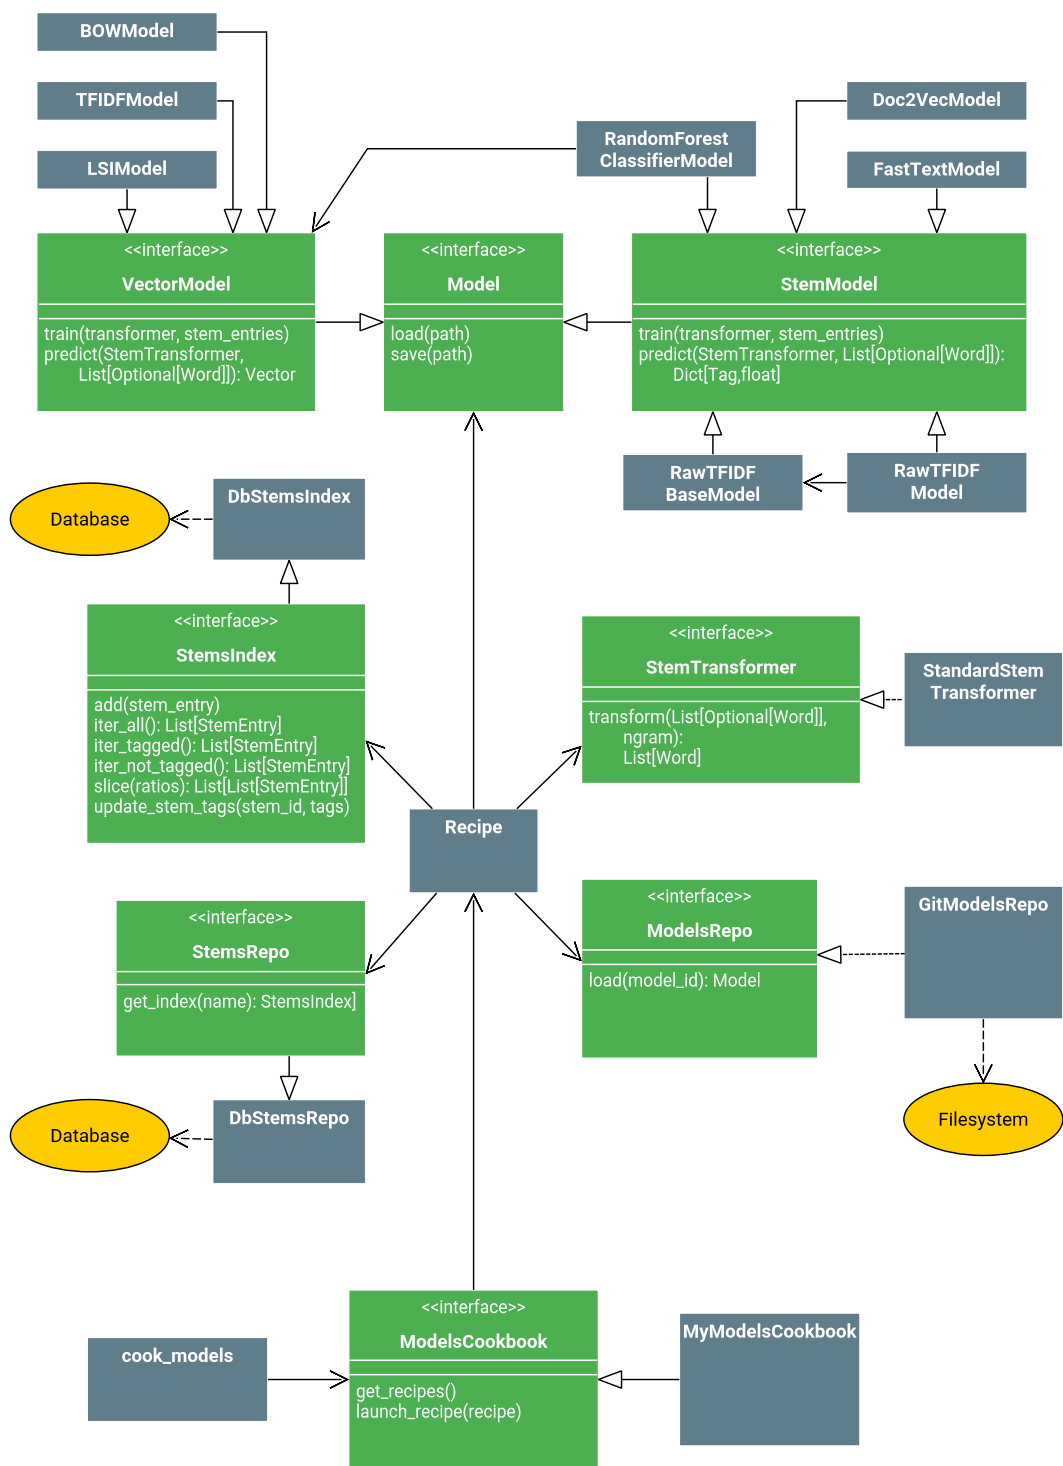 BOWModel
TFIDFModel
Doc2VecModel
RandomForest
ClassifierModel
LSIModel
FastTextModel
<<interface>>
VectorModel
train(transformer, stem_entries)
predict(StemTransformer,
List[Optional[Word]]): Vector
<<interface>>
Model
load(path)
save(path)
<<interface>>
StemModel
train(transformer, stem_entries)
predict(StemTransformer, List[Optional[Word]]):
Dict[Tag,float]
RawTFIDF
BaseModel
RawTFIDF
Model
DbStemsIndex
Database
<<interface>>
StemsIndex
add(stem_entry)
iter_all(): List[StemEntry]
iter_tagged(): List[StemEntry]
iter_not_tagged(): List[StemEntry]
slice(ratios): List[List[StemEntry]]
update_stem_tags(stem_id, tags)
<<interface>>
StemTransformer
transform(List[Optional[Word]],
ngram):
List[Word]
StandardStem
Transformer
Recipe
<<interface>>
StemsRepo
get_index(name): StemsIndex]
<<interface>>
ModelsRepo
load(model_id): Model
GitModelsRepo
DbStemsRepo
Database
Filesystem
<<interface>>
ModelsCookbook
get_recipes()
launch_recipe(recipe)
cook_models
MyModelsCookbook